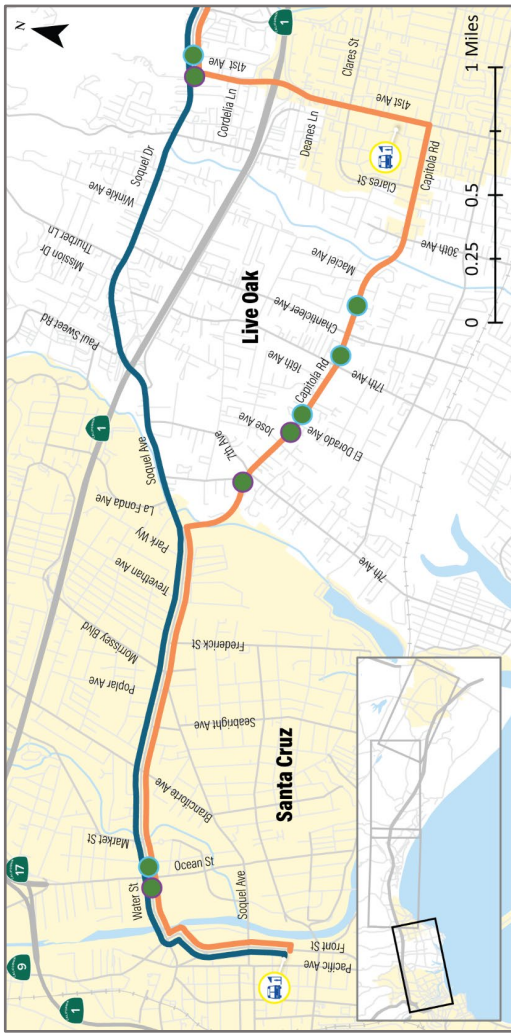 N
1
41st Ave
Clares St
Cordelia Ln
Soquel Dr
Winkle Ave
Thurber Ln
Mission Dr
Paul Sweet Rd
Deanes Ln
41st Ave
Clares St
Capitola Rd
30th Ave
Maciel Ave
Live Oak
Chanticleer Ave
16th Ave
17th Ave
Capitola Rd
El Dorado Ave
Jose Ave
7th Ave
7th Ave
1
Soquel Ave
La Fonda Ave
Park Wy
Trevethan Ave
Morrissey Blvd
Poplar Ave
Frederick St
Seabright Ave
Branciforte Ave
Santa Cruz
Market St
Ocean St
Water St
Soquel Ave
Front St
Pacific Ave
17
9
1
0
0.25
0.5
1 Miles